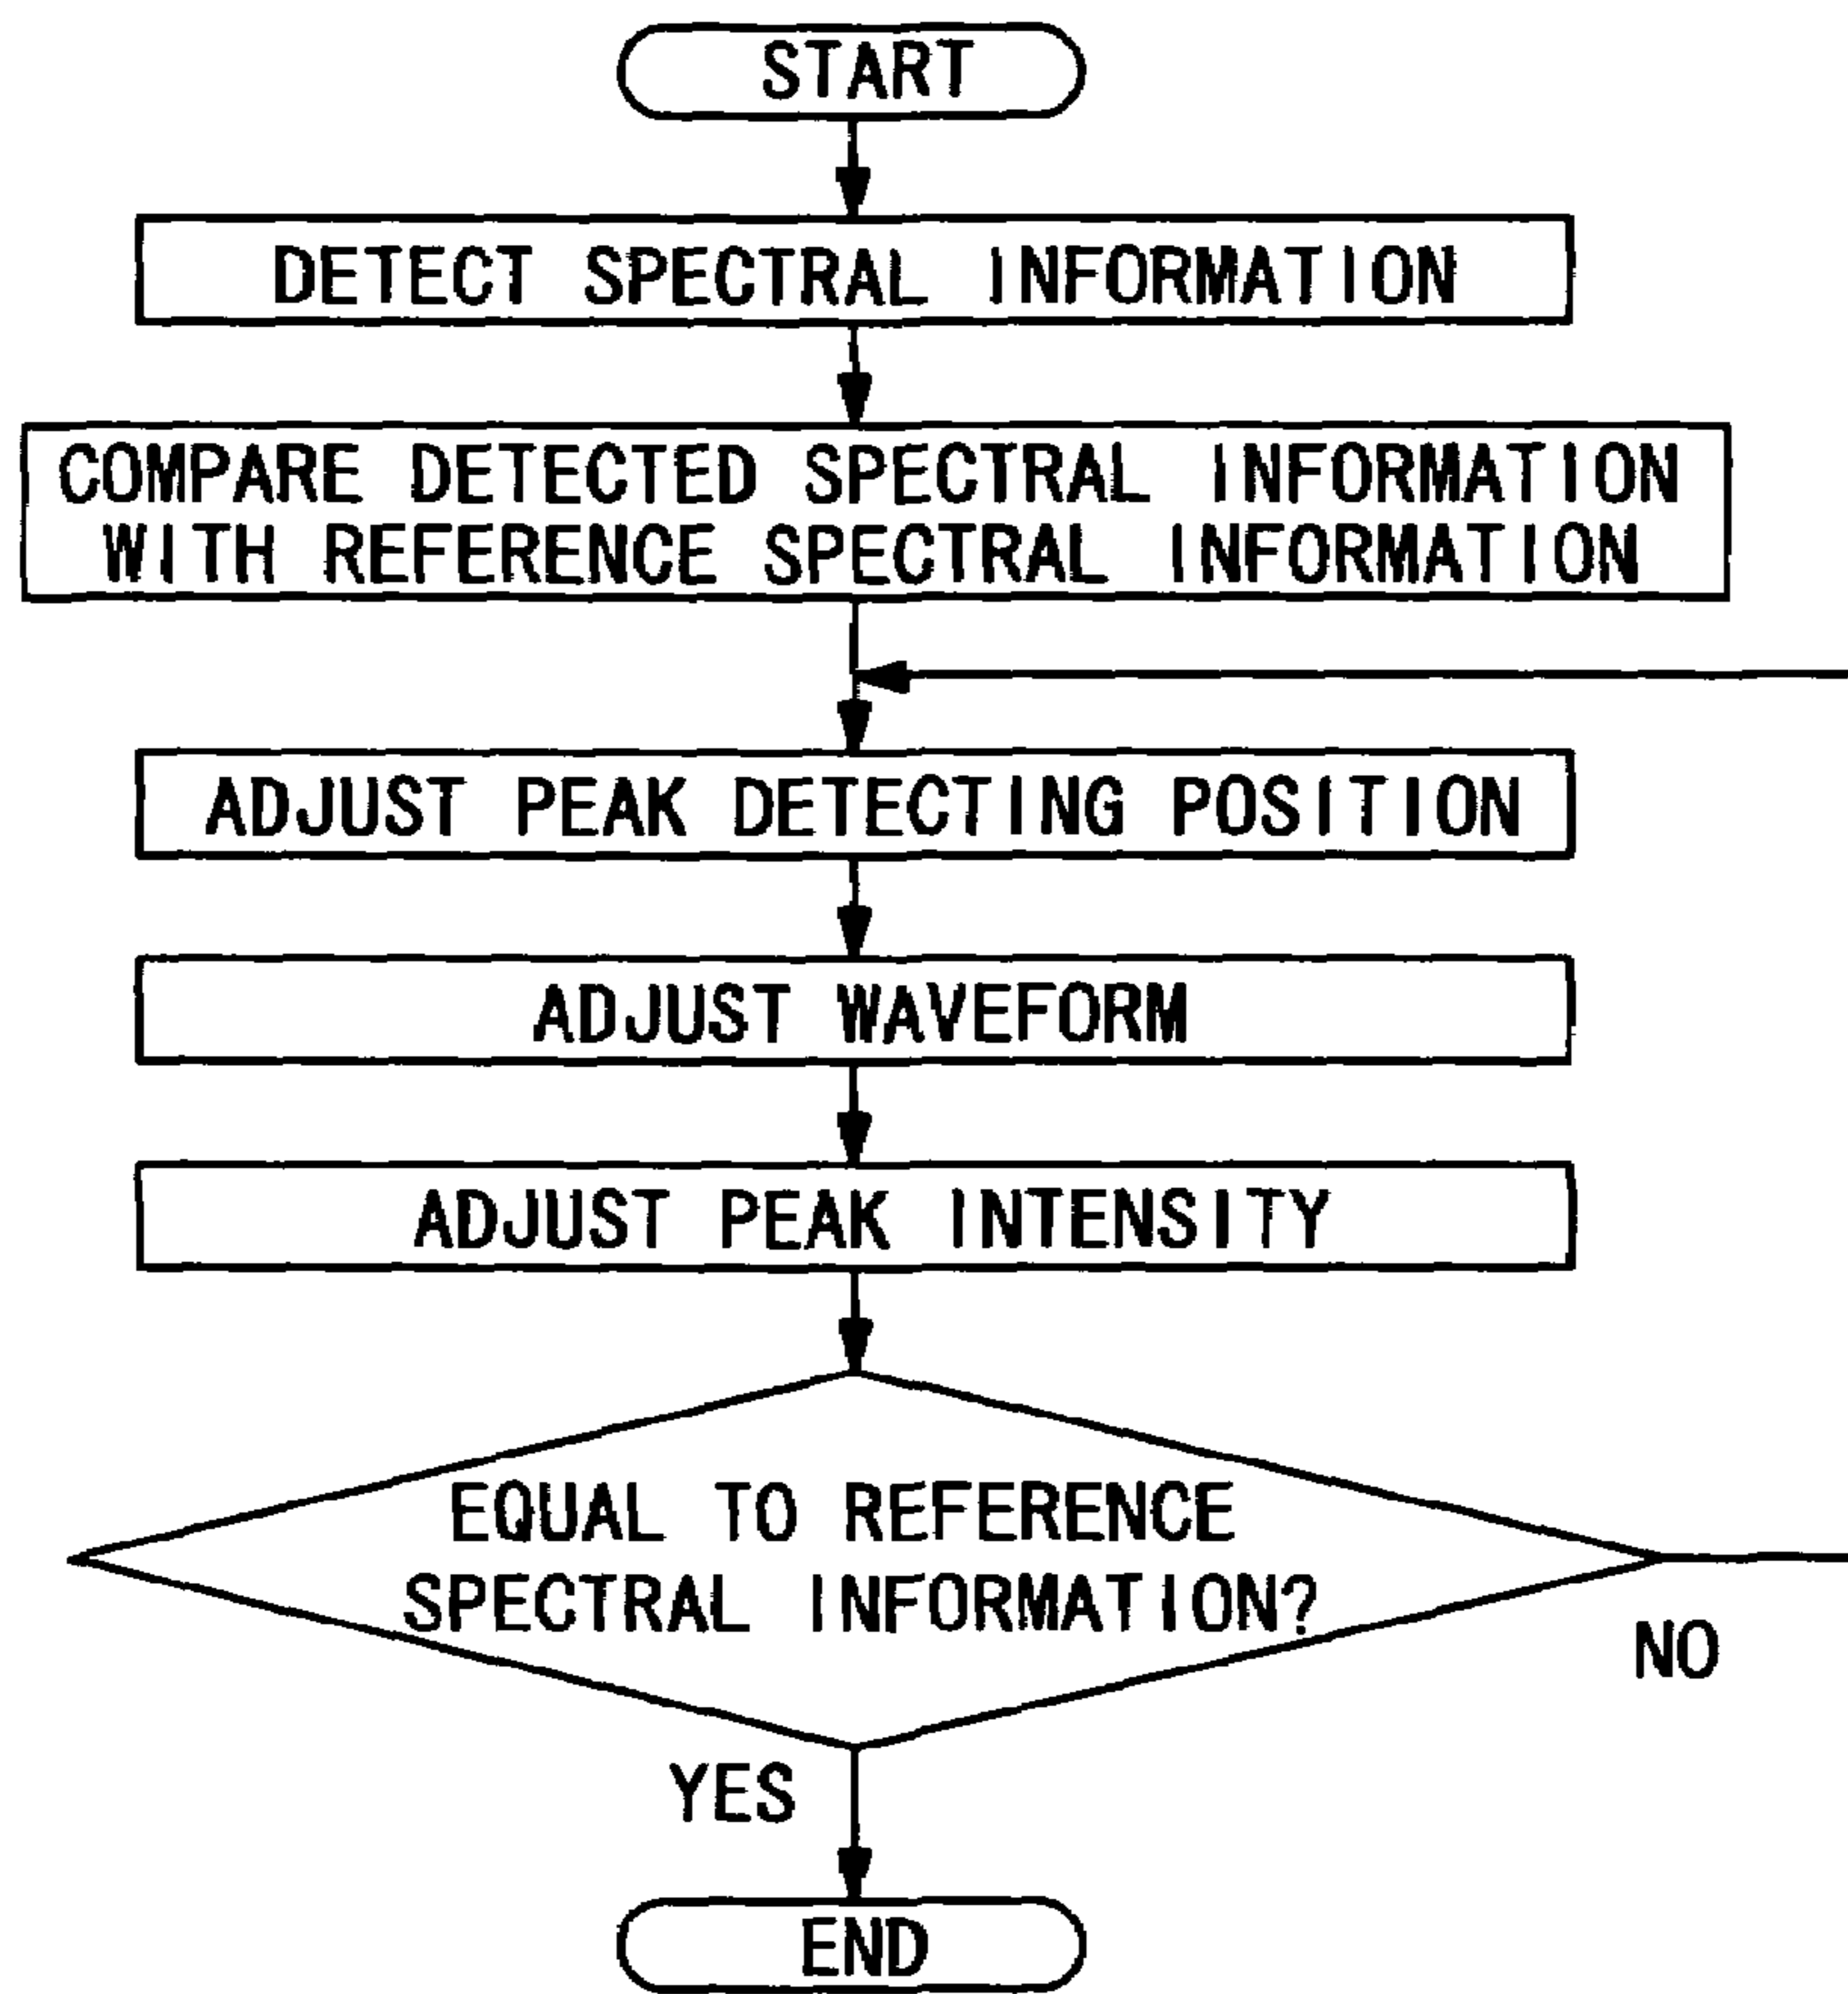 START
DETECT SPECTRAL INFORMATION
COMPARE DETECTED SPECTRAL INFORMATION
WITH REFERENCE SPECTRAL INFORMATION
ADJUST PEAK DETECTING POSITION
ADJUST WAVEFORM
ADJUST PEAK INTENSITY
EQUAL TO REFERENCE
SPECTRAL INFORMATION?
NO
YES
END